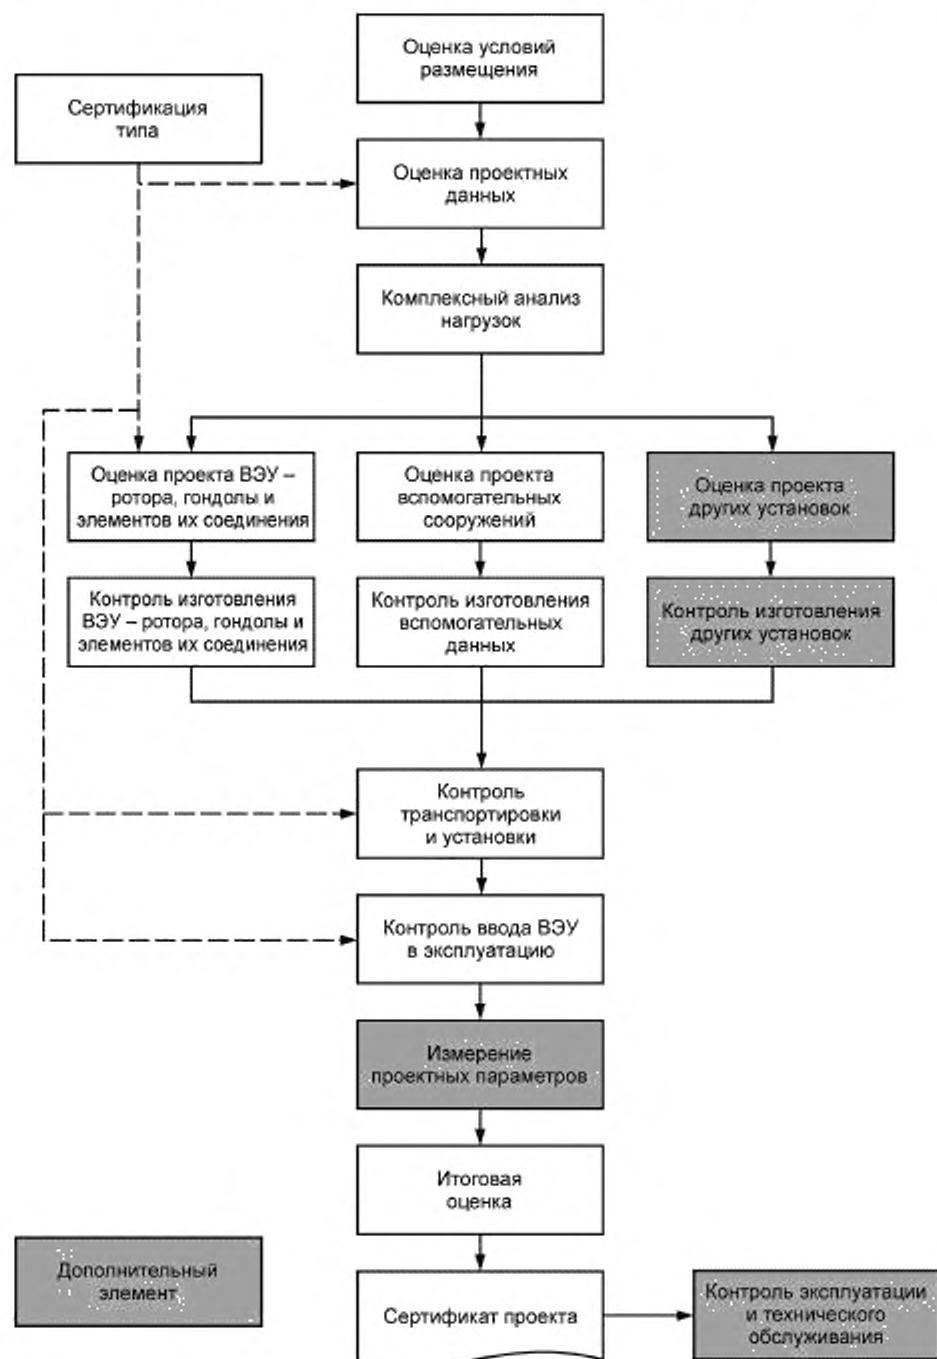 Оценка условий
размещения
Сертификация
типа
Оценка проектных
данных
Комплексный анализ
нагрузок
Оценка проекта ВЭУ –
ротора, гондолы и
элементов их соединения
Оценка проекта
вспомогательных
сооружений
Оценка проекта
других установок
Контроль изготовления
ВЭУ – ротора, гондолы и
элементов их соединения
Контроль изготовления
вспомогательных
данных
Контроль изготовления
других установок
Контроль
транспортировки
и установки
Контроль ввода ВЭУ
в эксплуатацию
Измерение
проектных параметров
Итоговая
оценка
Дополнительный
элемент
Сертификат проекта
Контроль эксплуатации
и технического
обслуживания